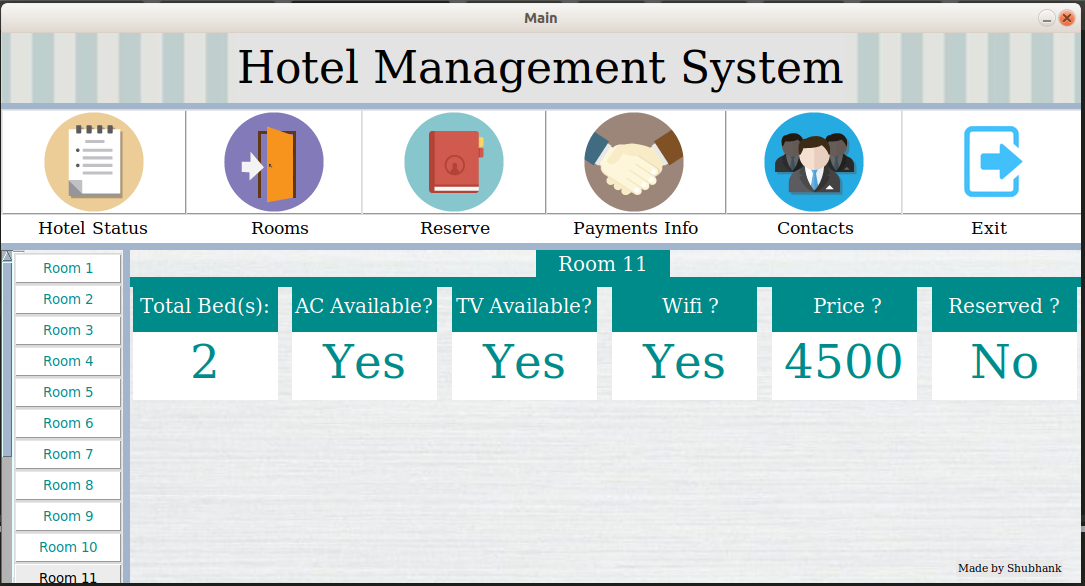 Main
Hotel Management System
Hotel Status Rooms Reserve Payments Info Contacts Exit
Room 11
Total Bed(s): AC Available? TV Available? Wifi ? Price ? Reserved ?
2 Yes Yes Yes 4500 No
Room 1
Room 2
Room 3
Room 4
Room 5
Room 6
Room 7
Room 8
Room 9
Room 10
Room 11
Made by Shubhank